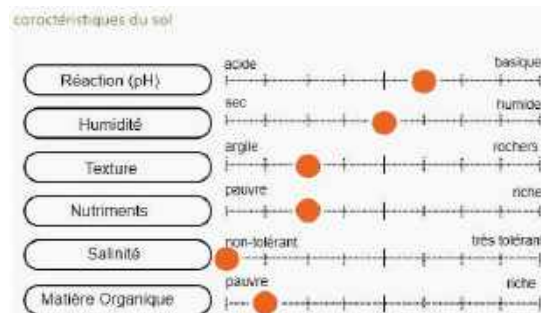 caractéristiques du sol
acide basique
Réaction (pH)
sec humide
Humidité
argile rochers
Texture
pauvre riche
Nutriments
non-tolérant très tolérant
Salinité
pauvre riche
Matière Organique